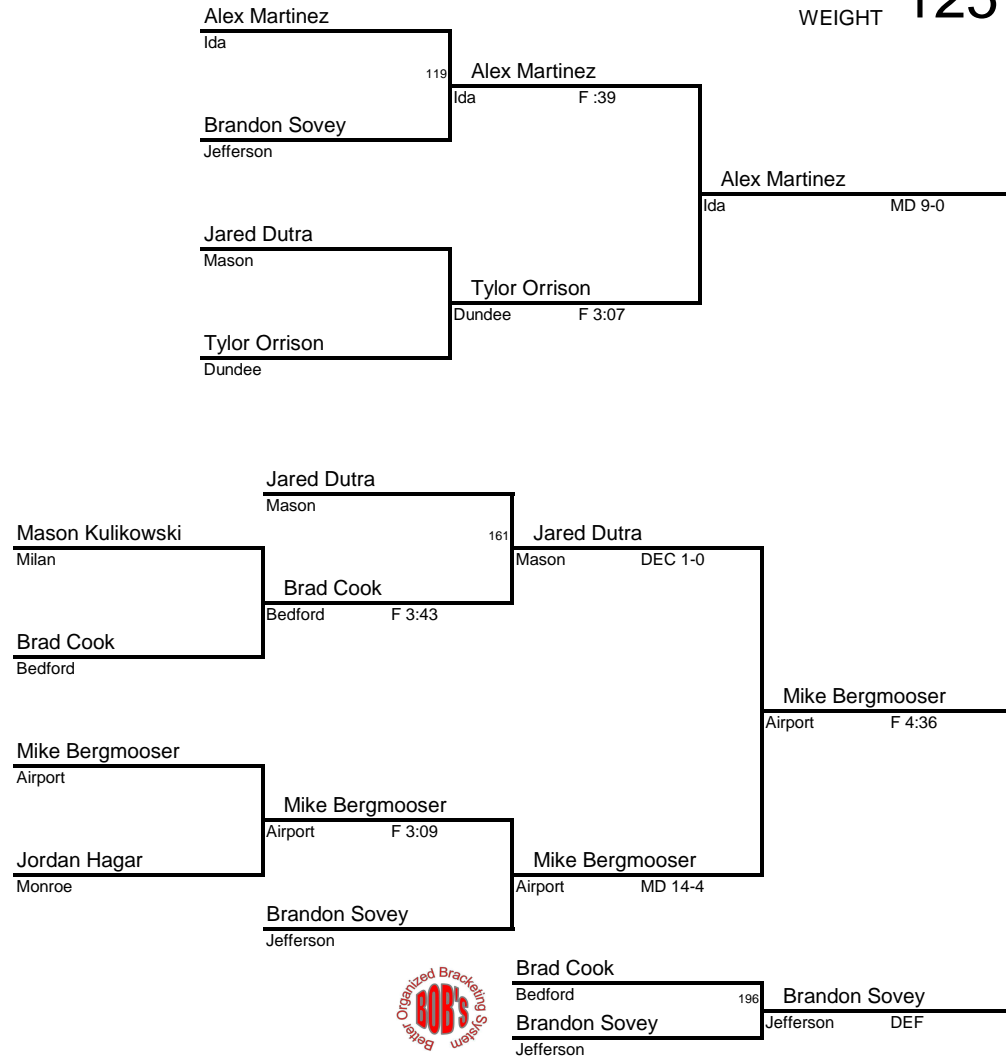 WEIGHT 125
Alex Martinez
Ida
119
Alex Martinez
Ida F :39
Brandon Sovey
Jefferson
Alex Martinez
Ida MD 9-0
Jared Dutra
Mason
Tylor Orrison
Dundee F 3:07
Tylor Orrison
Dundee
Jared Dutra
Mason
Mason Kulikowski
Milan
161
Jared Dutra
Mason DEC 1-0
Brad Cook
Bedford F 3:43
Brad Cook
Bedford
Mike Bergmooser
Airport F 4:36
Mike Bergmooser
Airport
Mike Bergmooser
Airport F 3:09
Jordan Hagar
Monroe
Mike Bergmooser
Airport MD 14-4
Brandon Sovey
Jefferson
Better Organized Bracketing System
BOB'S
Brad Cook
Bedford
196
Brandon Sovey
Jefferson DEF
Brandon Sovey
Jefferson